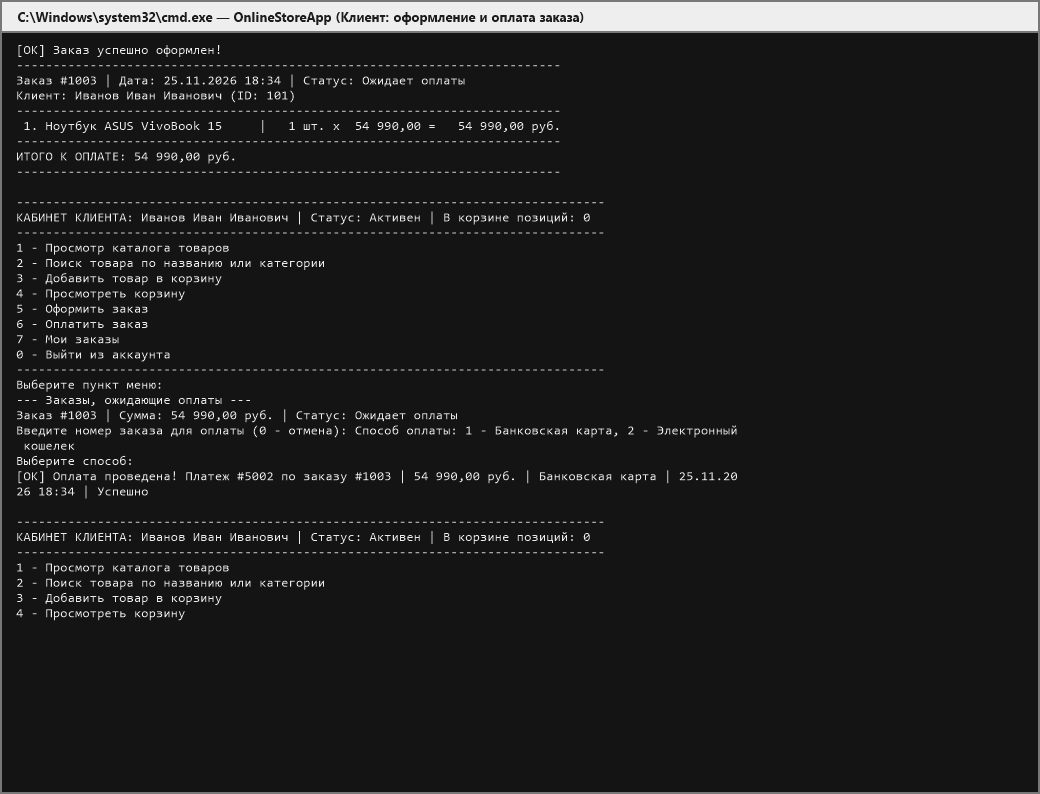 C:\Windows\system32\cmd.exe — OnlineStoreApp (Клиент: оформление и оплата заказа)
[OK] Заказ успешно оформлен!
--------------------------------------------------------------------------
Заказ #1003 | Дата: 25.11.2026 18:34 | Статус: Ожидает оплаты
Клиент: Иванов Иван Иванович (ID: 101)
--------------------------------------------------------------------------
 1. Ноутбук ASUS VivoBook 15     |   1 шт. x  54 990,00 =   54 990,00 руб.
--------------------------------------------------------------------------
ИТОГО К ОПЛАТЕ: 54 990,00 руб.
--------------------------------------------------------------------------
--------------------------------------------------------------------------------
КАБИНЕТ КЛИЕНТА: Иванов Иван Иванович | Статус: Активен | В корзине позиций: 0
--------------------------------------------------------------------------------
1 - Просмотр каталога товаров
2 - Поиск товара по названию или категории
3 - Добавить товар в корзину
4 - Просмотреть корзину
5 - Оформить заказ
6 - Оплатить заказ
7 - Мои заказы
0 - Выйти из аккаунта
--------------------------------------------------------------------------------
Выберите пункт меню:
--- Заказы, ожидающие оплаты ---
Заказ #1003 | Сумма: 54 990,00 руб. | Статус: Ожидает оплаты
Введите номер заказа для оплаты (0 - отмена): Способ оплаты: 1 - Банковская карта, 2 - Электронный
 кошелек
Выберите способ:
[OK] Оплата проведена! Платеж #5002 по заказу #1003 | 54 990,00 руб. | Банковская карта | 25.11.20
26 18:34 | Успешно
--------------------------------------------------------------------------------
КАБИНЕТ КЛИЕНТА: Иванов Иван Иванович | Статус: Активен | В корзине позиций: 0
--------------------------------------------------------------------------------
1 - Просмотр каталога товаров
2 - Поиск товара по названию или категории
3 - Добавить товар в корзину
4 - Просмотреть корзину